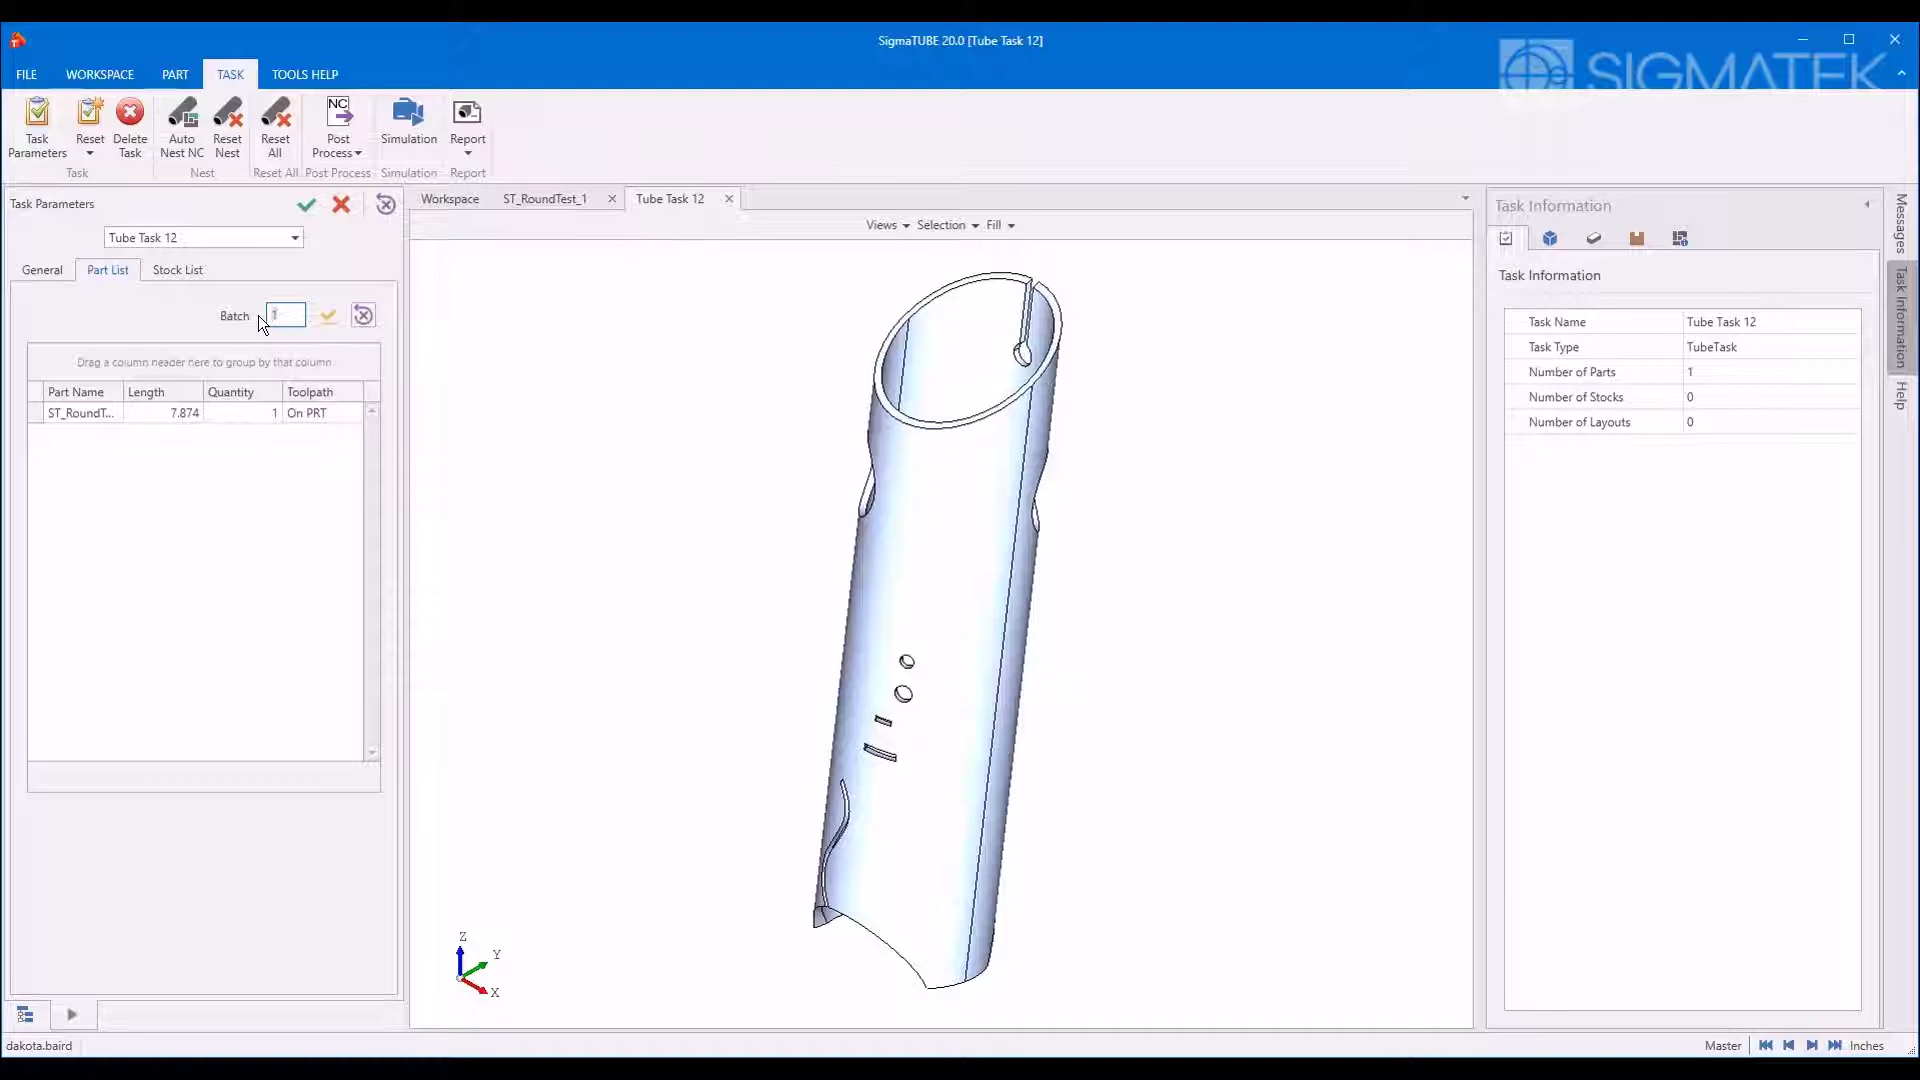 SigmaTUBE 20.0 [Tube Task 12]
SIGMATEK
FILE WORKSPACE PART TASK TOOLS HELP
Task Parameters
Reset
Delete Task
Auto Nest NC
Reset Nest
Reset All
NC
Post Process
Simulation
Report
Task Nest Reset All Post Process Simulation Report
Task Parameters
Tube Task 12
General Part List Stock List
Batch 1
Drag a column header here to group by that column
Part Name Length Quantity Toolpath
ST_RoundT... 7.874 1 On PRT
Workspace ST_RoundTest_1 Tube Task 12
Views Selection Fill
Z
Y
X
Task Information
Task Information
Task Name Tube Task 12
Task Type TubeTask
Number of Parts 1
Number of Stocks 0
Number of Layouts 0
Messages
Task Information
Help
dakota.baird
Master Inches